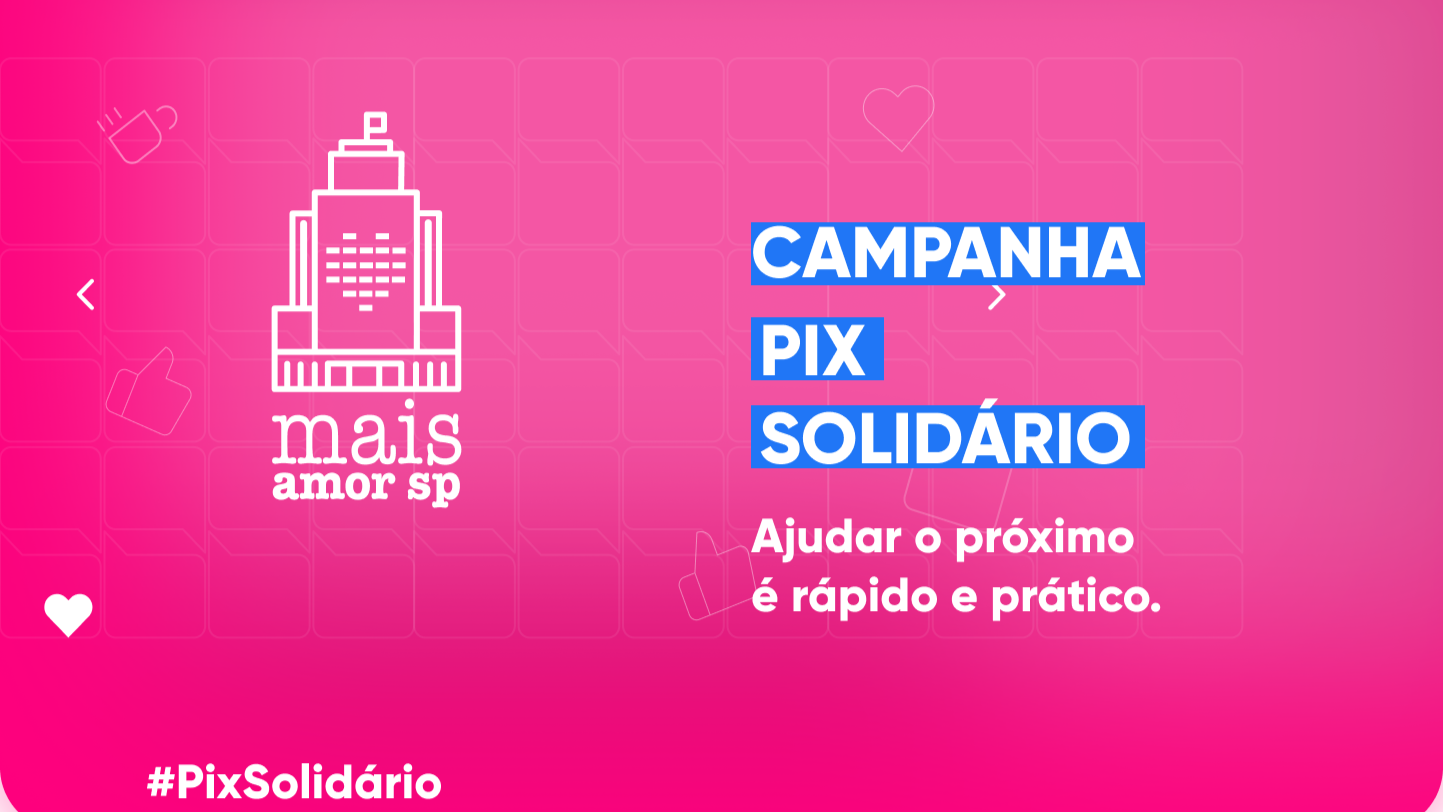 mais
amor sp
CAMPANHA
PIX
SOLIDÁRIO
Ajudar o próximo
é rápido e prático.
#PixSolidário